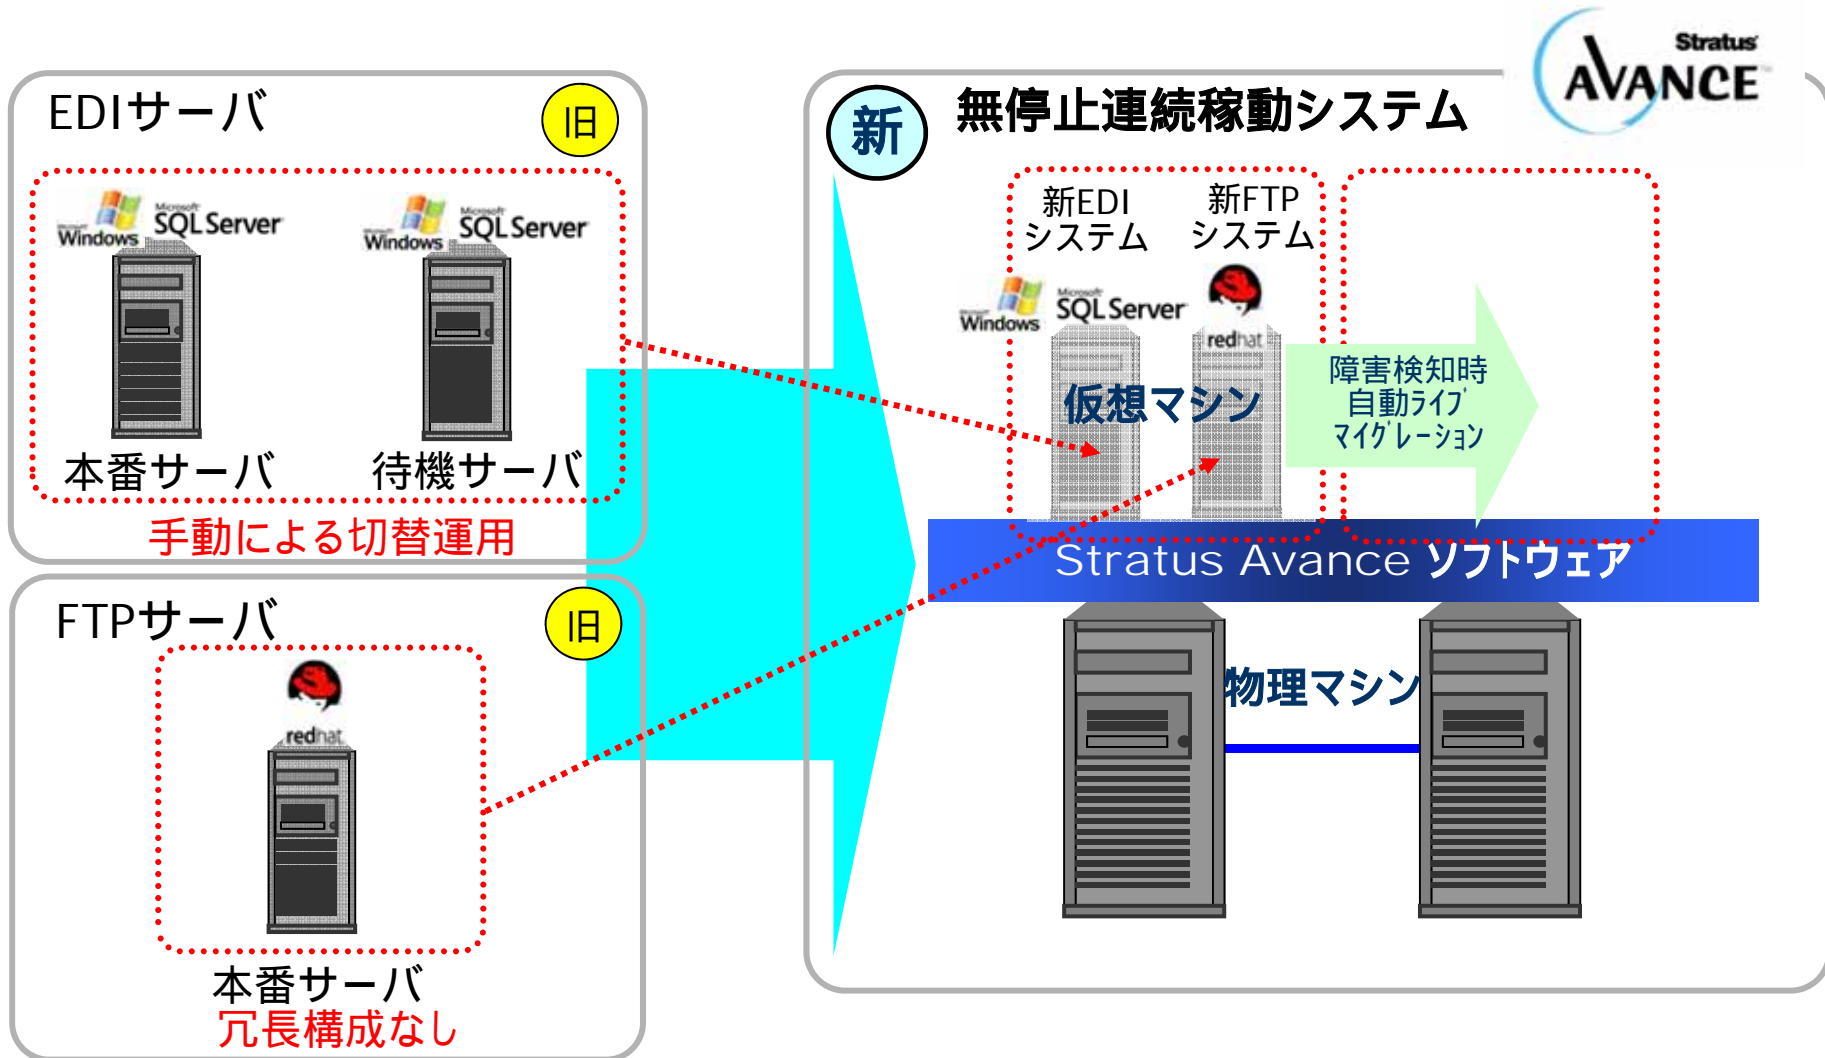 Stratus
AVANCE
EDIサーバ
旧
Microsoft
Windows
Microsoft
SQL Server
Microsoft
Windows
Microsoft
SQL Server
本番サーバ
待機サーバ
手動による切替運用
FTPサーバ
旧
redhat
本番サーバ
冗長構成なし
新
無停止連続稼動システム
新EDI
システム
新FTP
システム
Microsoft
Windows
Microsoft
SQL Server
redhat
仮想マシン
障害検知時
自動ﾗｲﾌﾞ
ﾏｲｸﾞﾚｰｼｮﾝ
Stratus Avance ソフトウェア
物理マシン